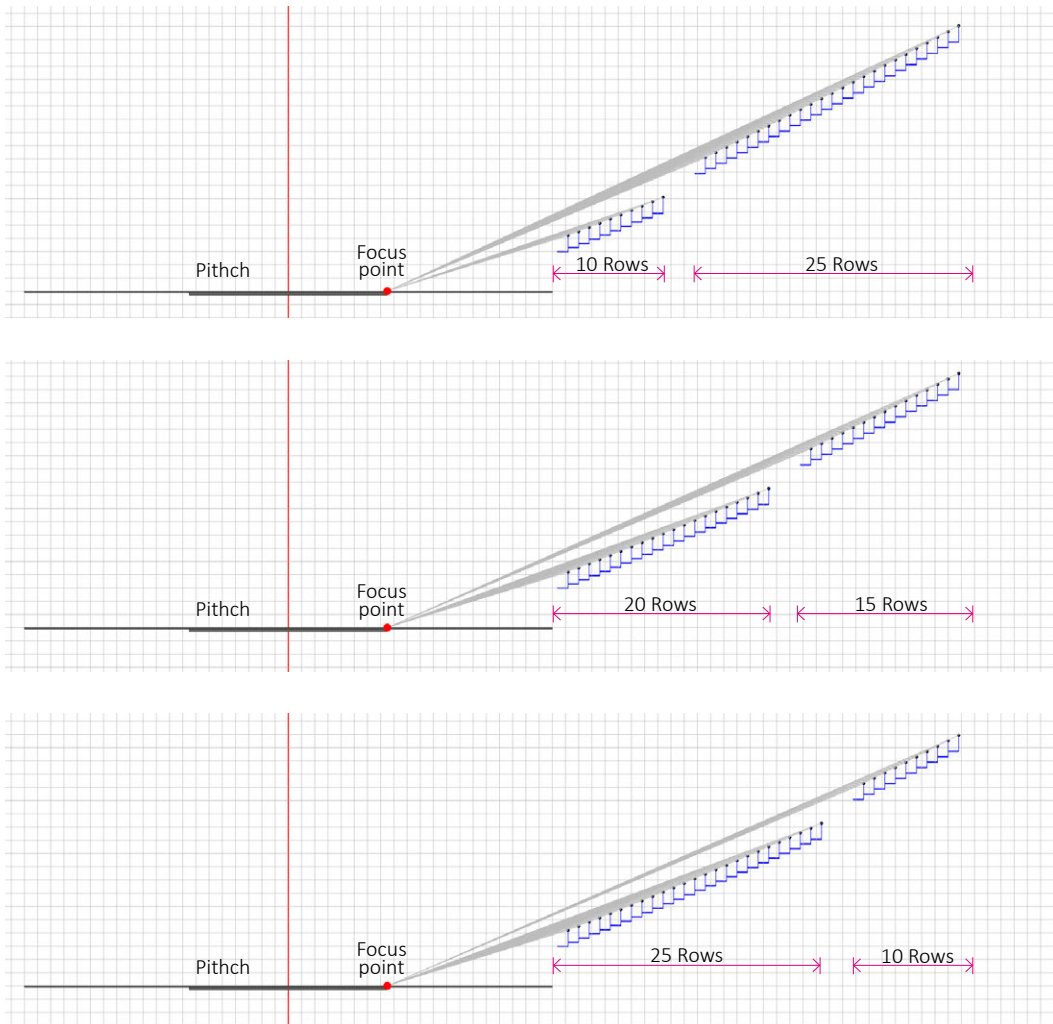 Focus
point
Pithch
10 Rows
25 Rows
Focus
point
Pithch
20 Rows
15 Rows
Focus
point
Pithch
25 Rows
10 Rows